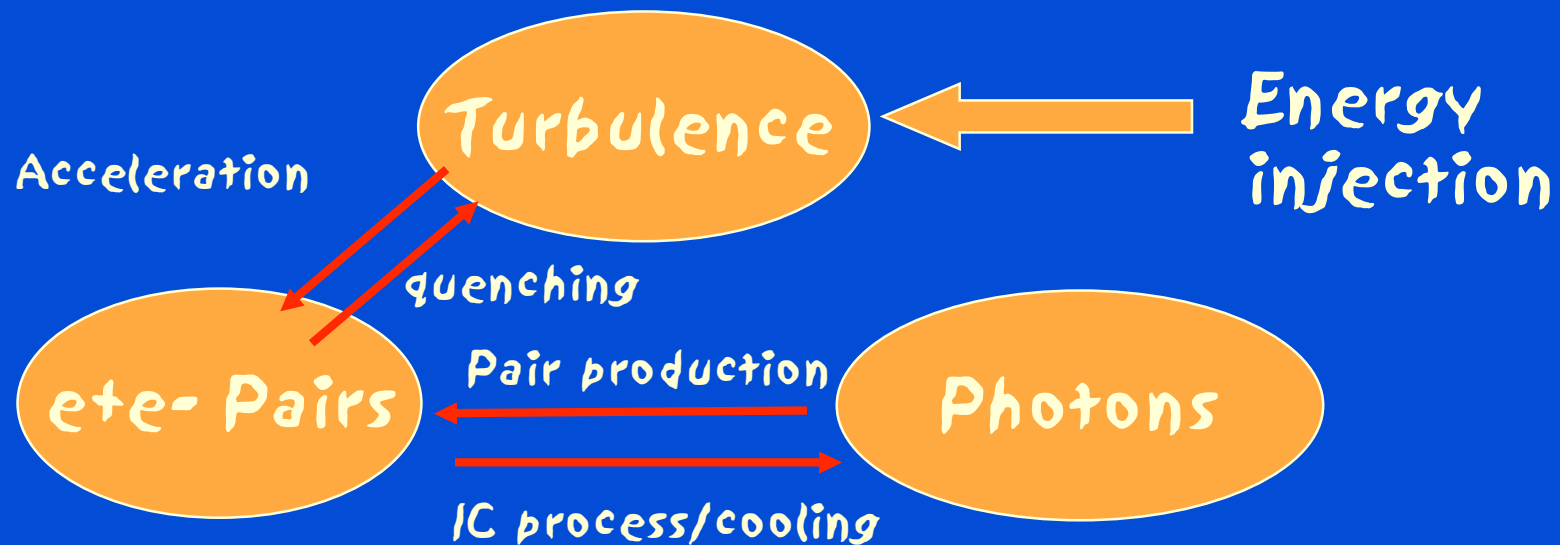 Turbulence
Energy
injection
Acceleration
quenching
e+e- Pairs
Pair production
Photons
IC process/cooling